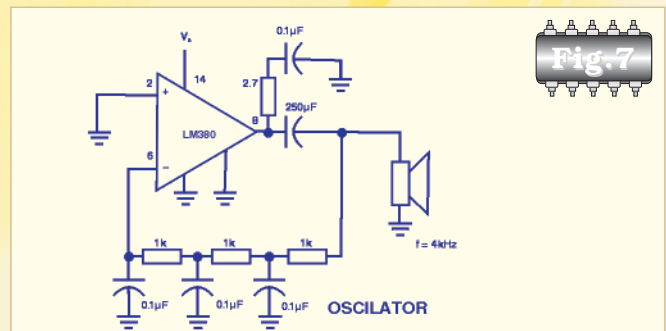 Fig.7
0.1µF
Vs
2.7
2
+
14
8
250µF
LM380
6
-
1k
1k
1k
f = 4kHz
0.1µF
0.1µF
0.1µF
OSCILATOR